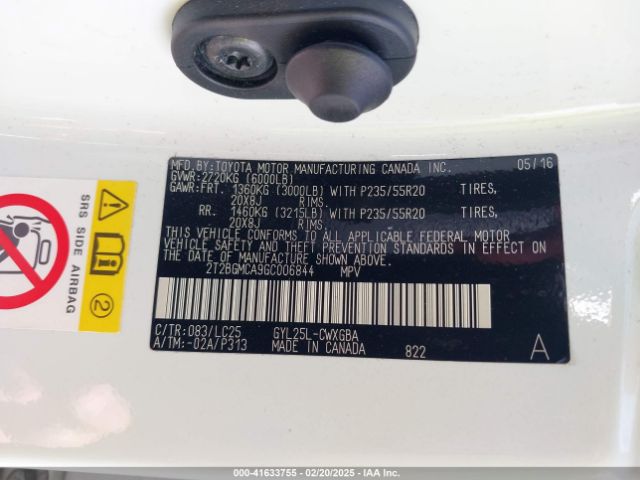 MFD.BY:TOYOTA MOTOR MANUFACTURING CANADA INC. 05/16
GVWR:2720KG (6000LB)
GAWR:FRT. 1360KG (3000LB) WITH P235/55R20 TIRES,
20X8J RIMS.
RR. 1460KG (3215LB) WITH P235/55R20 TIRES,
20X8J RIMS.
THIS VEHICLE CONFORMS TO ALL APPLICABLE FEDERAL MOTOR
VEHICLE SAFETY AND THEFT PREVENTION STANDARDS IN EFFECT ON
THE DATE OF MANUFACTURE SHOWN ABOVE.
2T2BGMCA9GC006844 MPV
C/TR:083/LC25 GYL25L-CWXGBA
A/TM:-02A/P313 MADE IN CANADA 822 A
SRS SIDE AIRBAG
2
00-41633755 - 02/20/2025 - IAA Inc.